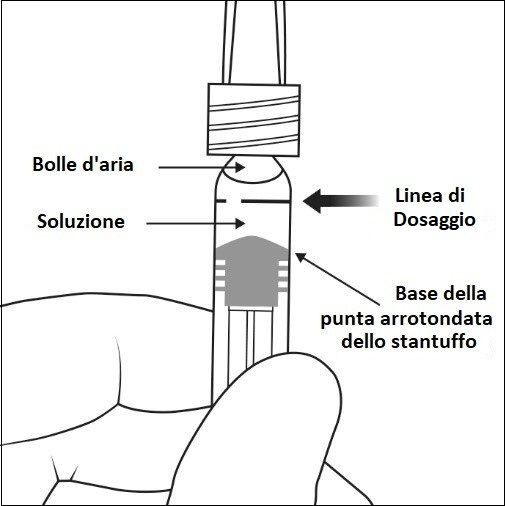 Bolle d'aria
Soluzione
Linea di
Dosaggio
Base della
punta arrotondata
dello stantuffo